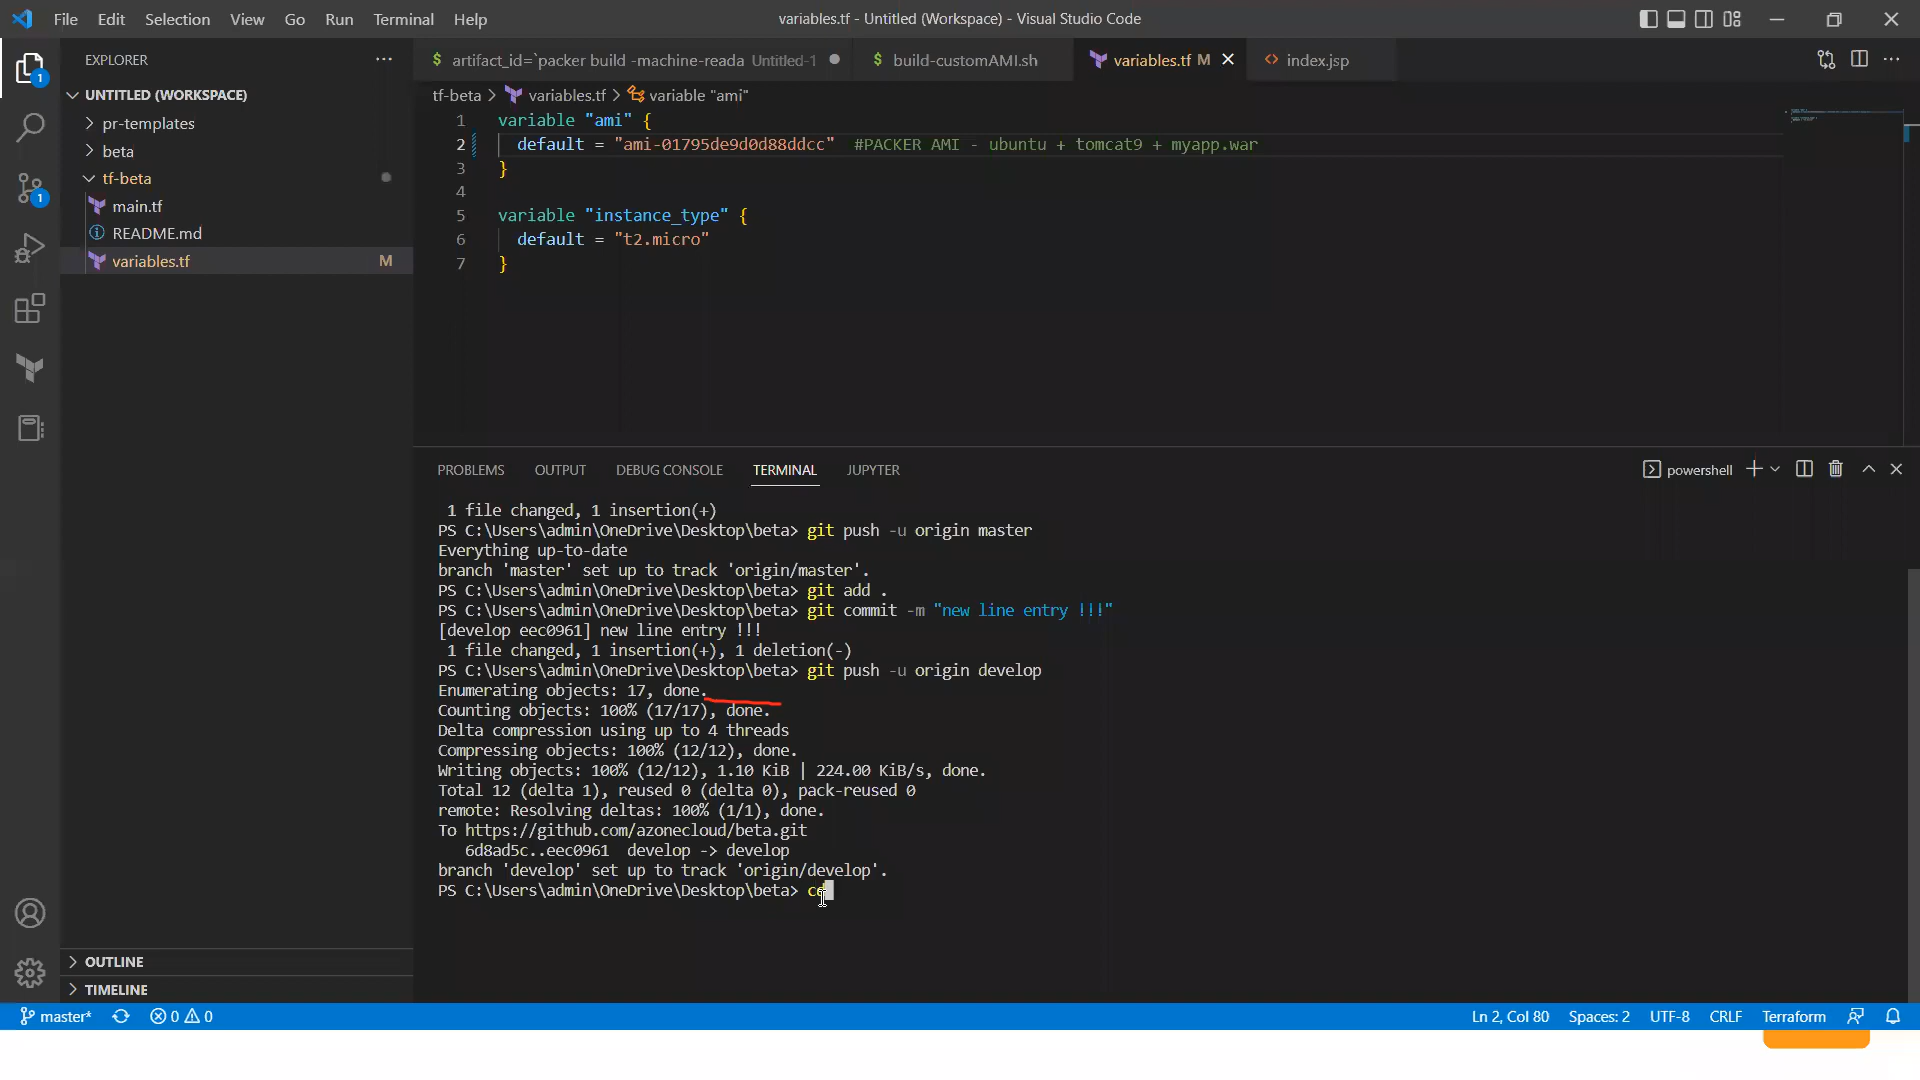 File Edit Selection View Go Run Terminal Help
variables.tf - Untitled (Workspace) - Visual Studio Code
EXPLORER
1
UNTITLED (WORKSPACE)
pr-templates
beta
tf-beta
main.tf
README.md
variables.tf M
1
OUTLINE
TIMELINE
$ artifact_id=`packer build -machine-reada Untitled-1
$ build-customAMI.sh
variables.tf M
index.jsp
tf-beta > variables.tf > variable "ami"
1 variable "ami" {
2 default = "ami-01795de9d0d88ddcc" #PACKER AMI - ubuntu + tomcat9 + myapp.war
3 }
4
5 variable "instance_type" {
6 default = "t2.micro"
7 }
PROBLEMS OUTPUT DEBUG CONSOLE TERMINAL JUPYTER
powershell
1 file changed, 1 insertion(+)
PS C:\Users\admin\OneDrive\Desktop\beta> git push -u origin master
Everything up-to-date
branch 'master' set up to track 'origin/master'.
PS C:\Users\admin\OneDrive\Desktop\beta> git add .
PS C:\Users\admin\OneDrive\Desktop\beta> git commit -m "new line entry !!!"
[develop eec0961] new line entry !!!
1 file changed, 1 insertion(+), 1 deletion(-)
PS C:\Users\admin\OneDrive\Desktop\beta> git push -u origin develop
Enumerating objects: 17, done.
Counting objects: 100% (17/17), done.
Delta compression using up to 4 threads
Compressing objects: 100% (12/12), done.
Writing objects: 100% (12/12), 1.10 KiB | 224.00 KiB/s, done.
Total 12 (delta 1), reused 0 (delta 0), pack-reused 0
remote: Resolving deltas: 100% (1/1), done.
To https://github.com/azonecloud/beta.git
6d8ad5c..eec0961 develop -> develop
branch 'develop' set up to track 'origin/develop'.
PS C:\Users\admin\OneDrive\Desktop\beta>
master* 0 0
Ln 2, Col 80 Spaces: 2 UTF-8 CRLF Terraform